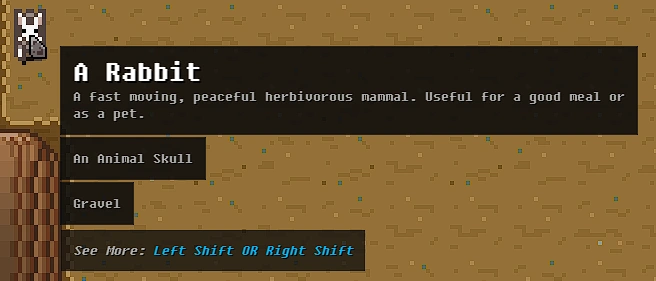 A Rabbit
A fast moving, peaceful herbivorous mammal. Useful for a good meal or
as a pet.
An Animal Skull
Gravel
See More: Left Shift OR Right Shift